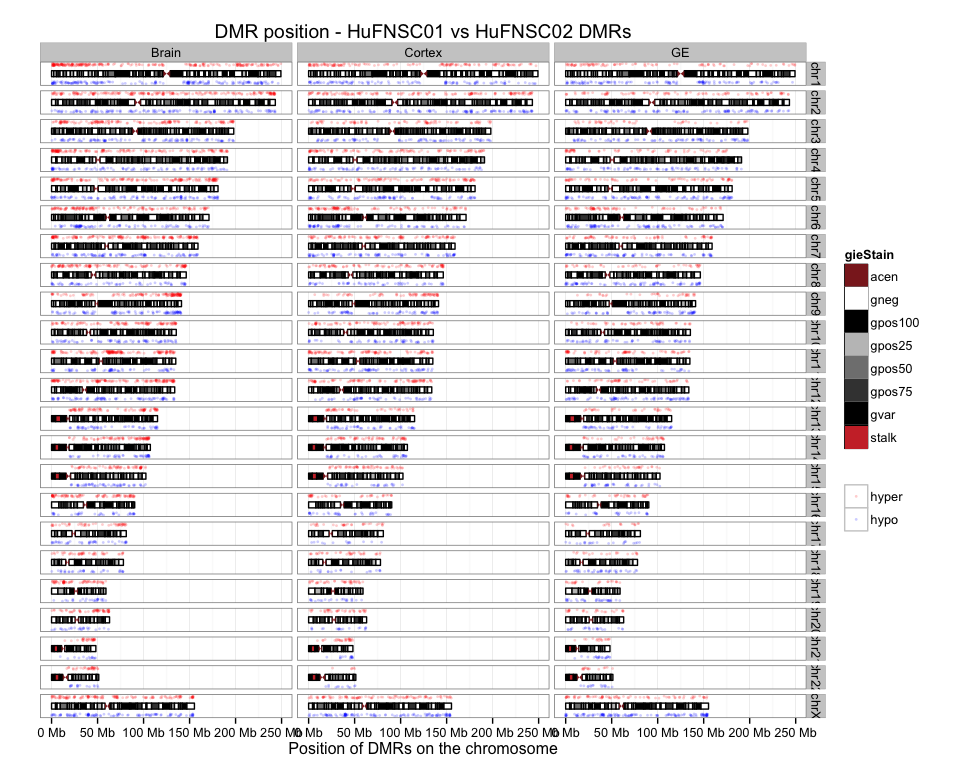 DMR position - HuFNSC01 vs HuFNSC02 DMRs
Brain Cortex GE
chr1
chr2
chr3
chr4
chr5
chr6
chr7
chr8
chr9
chr1
chr1
chr1
chr1
chr1
chr1
chr1
chr1
chr1
chr1
chr2
chr2
chr2
chrX
0 Mb 50 Mb 100 Mb 150 Mb 200 Mb 250 Mb 0 Mb 50 Mb 100 Mb 150 Mb 200 Mb 250 Mb 0 Mb 50 Mb 100 Mb 150 Mb 200 Mb 250 Mb
Position of DMRs on the chromosome
gieStain
acen
gneg
gpos100
gpos25
gpos50
gpos75
gvar
stalk
hyper
hypo